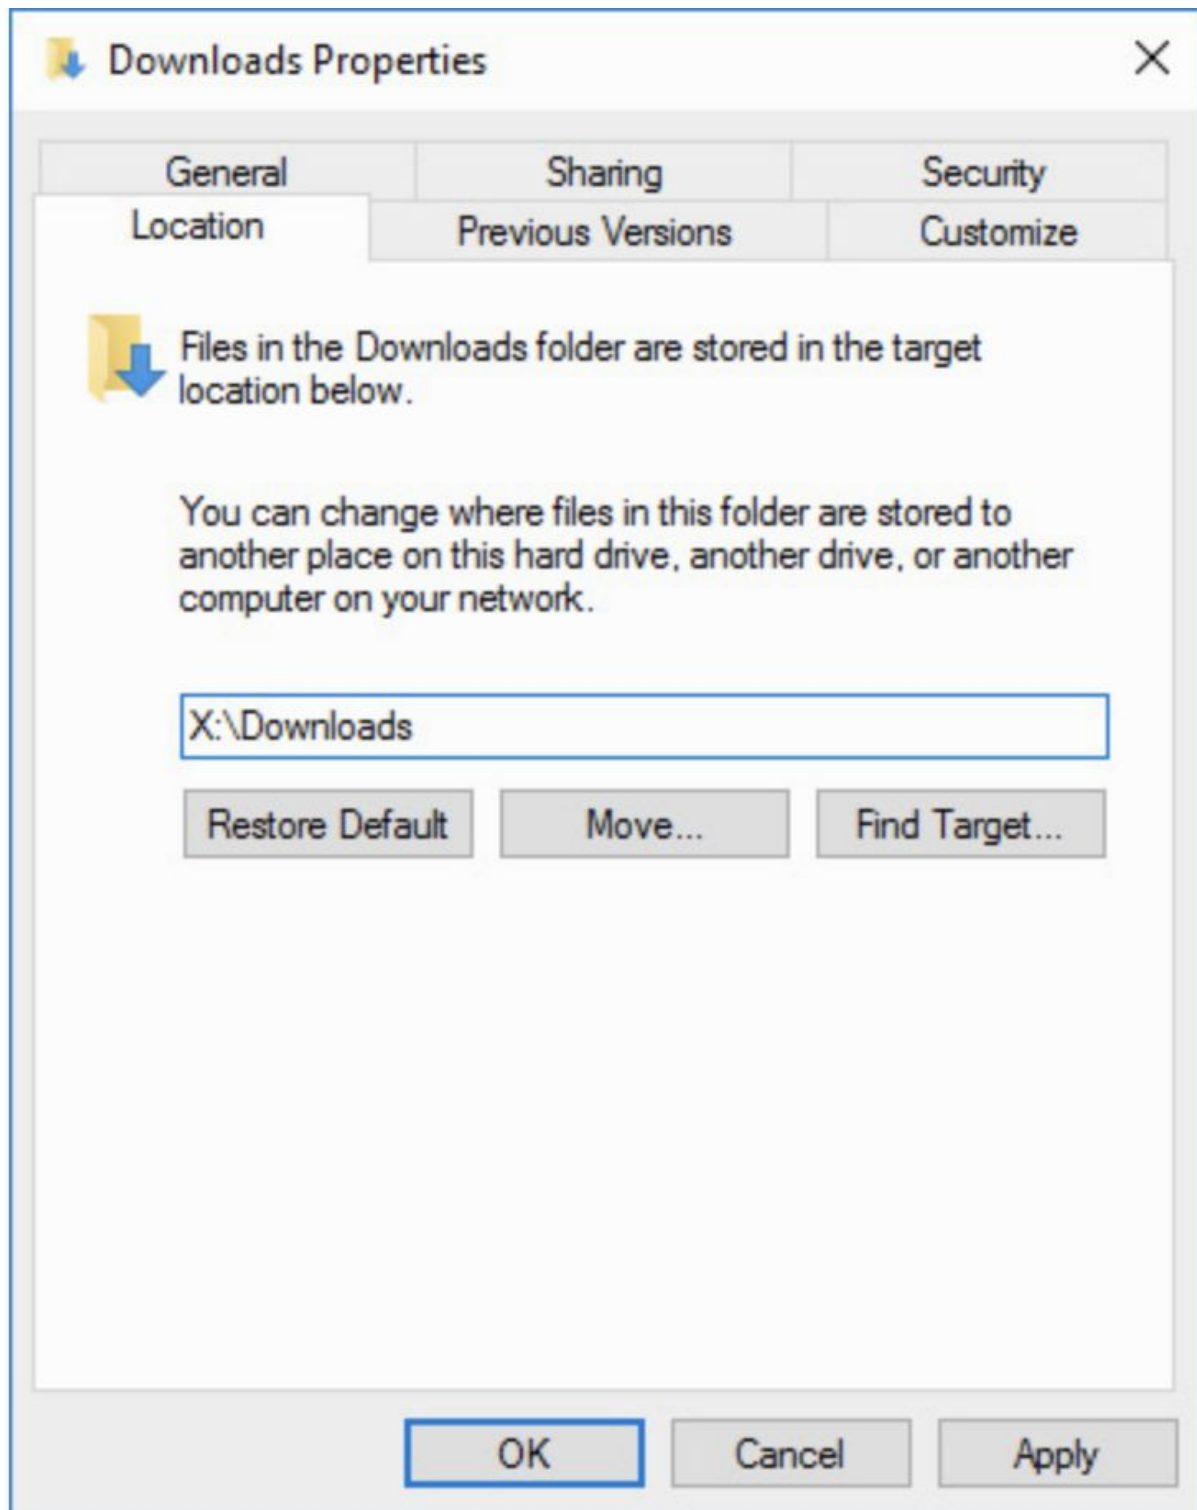 Downloads Properties
General
Sharing
Security
Location
Previous Versions
Customize
Files in the Downloads folder are stored in the target
location below.
You can change where files in this folder are stored to
another place on this hard drive, another drive, or another
computer on your network.
X:\Downloads
Restore Default
Move...
Find Target...
OK
Cancel
Apply